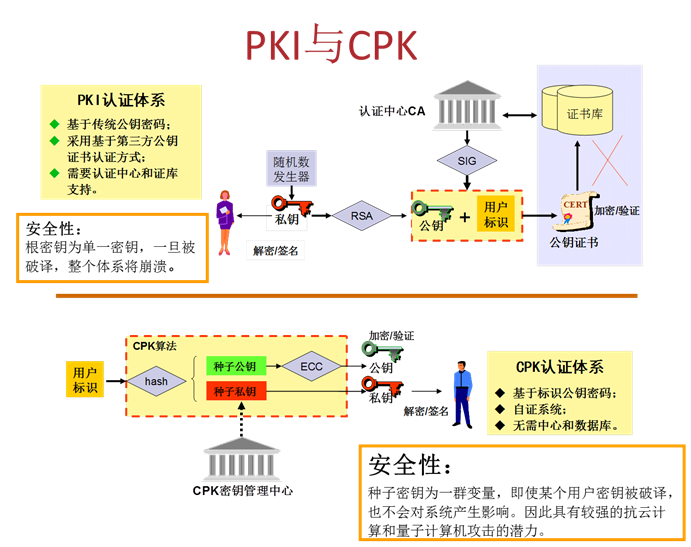 PKI与CPK
PKI认证体系
基于传统公钥密码;
采用基于第三方公钥
证书认证方式;
需要认证中心和证库
支持。
安全性:
根密钥为单一密钥,一旦被
破译,整个体系将崩溃。
认证中心CA
证书库
SIG
随机数
发生器
私钥
RSA
公钥
+
用户
标识
CERT
加密/验证
公钥证书
解密/签名
CPK算法
用户
标识
hash
种子公钥
种子私钥
ECC
加密/验证
公钥
私钥
解密/签名
CPK密钥管理中心
CPK认证体系
基于标识公钥密码;
自证系统;
无需中心和数据库。
安全性:
种子密钥为一群变量,即使某个用户密钥被破译,
也不会对系统产生影响。因此具有较强的抗云计
算和量子计算机攻击的潜力。